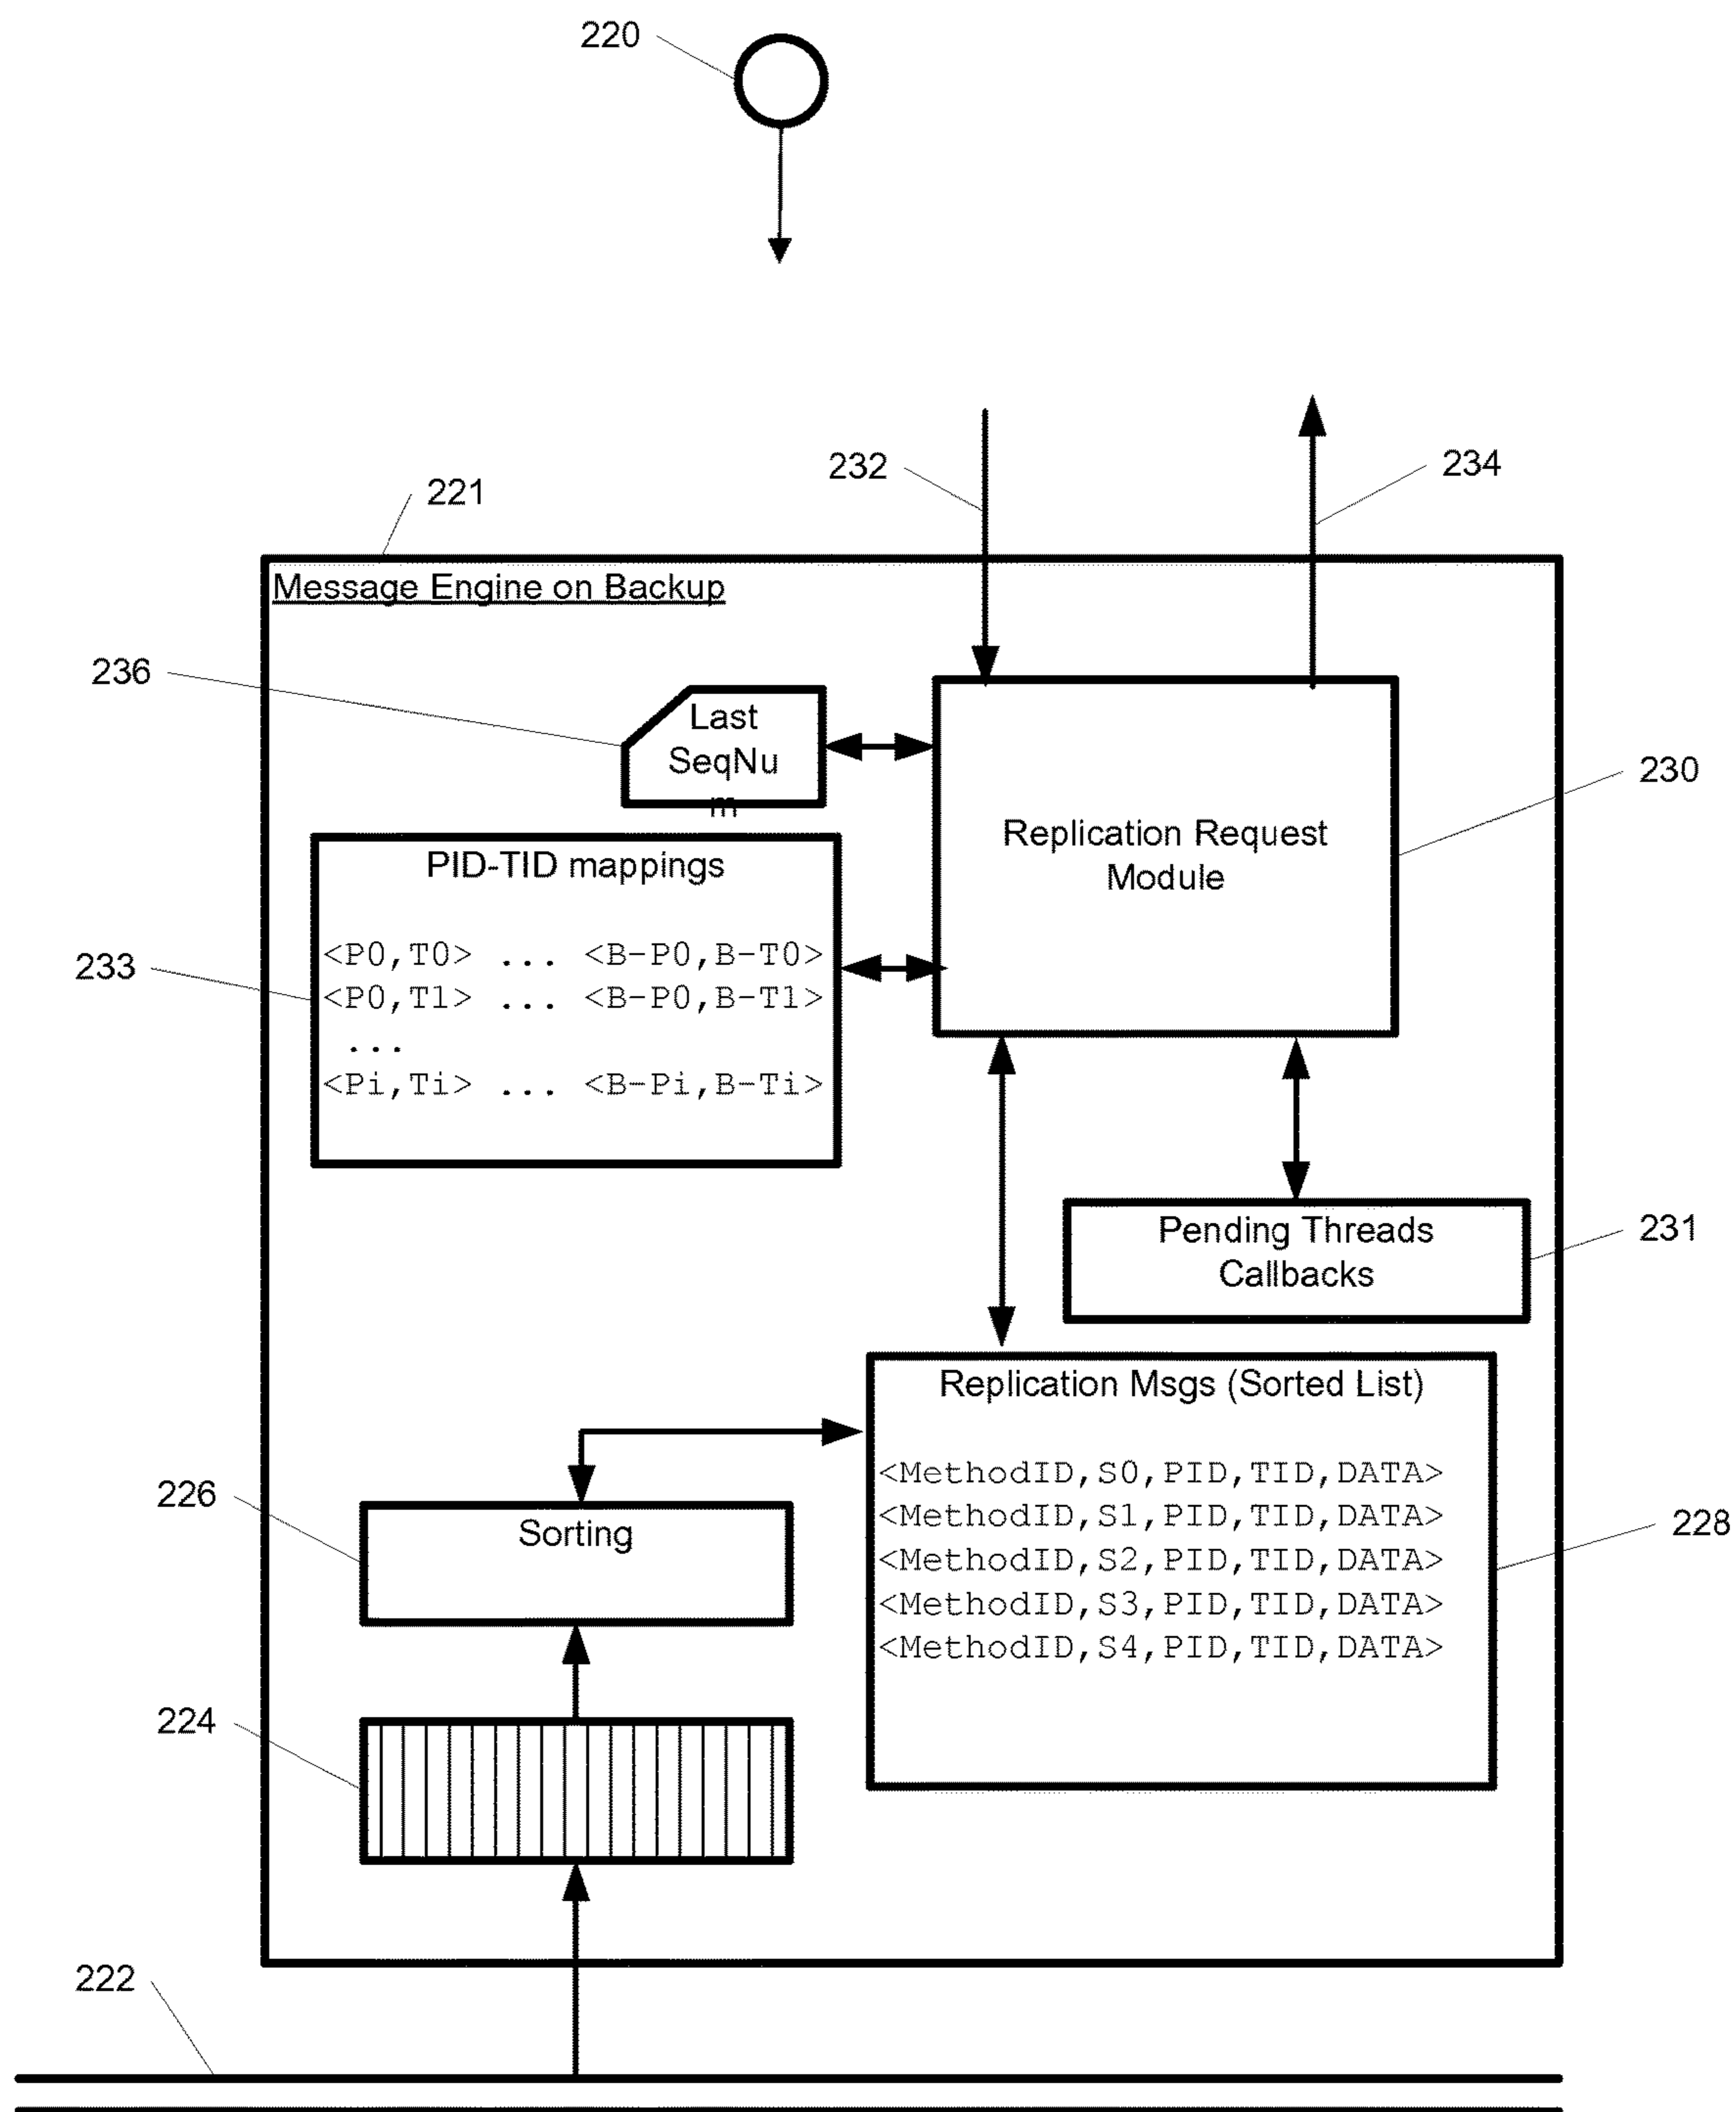 220
232
234
221
Message Engine on Backup
236
Last
SeqNu
m
230
Replication Request
Module
PID-TID mappings
233
<P0,T0> ... <B-P0,B-T0>
<P0,T1> ... <B-P0,B-T1>
...
<Pi,Ti> ... <B-Pi,B-Ti>
Pending Threads
Callbacks
231
Replication Msgs (Sorted List)
<MethodID,S0,PID,TID,DATA>
<MethodID,S1,PID,TID,DATA>
<MethodID,S2,PID,TID,DATA>
<MethodID,S3,PID,TID,DATA>
<MethodID,S4,PID,TID,DATA>
228
226
Sorting
224
222